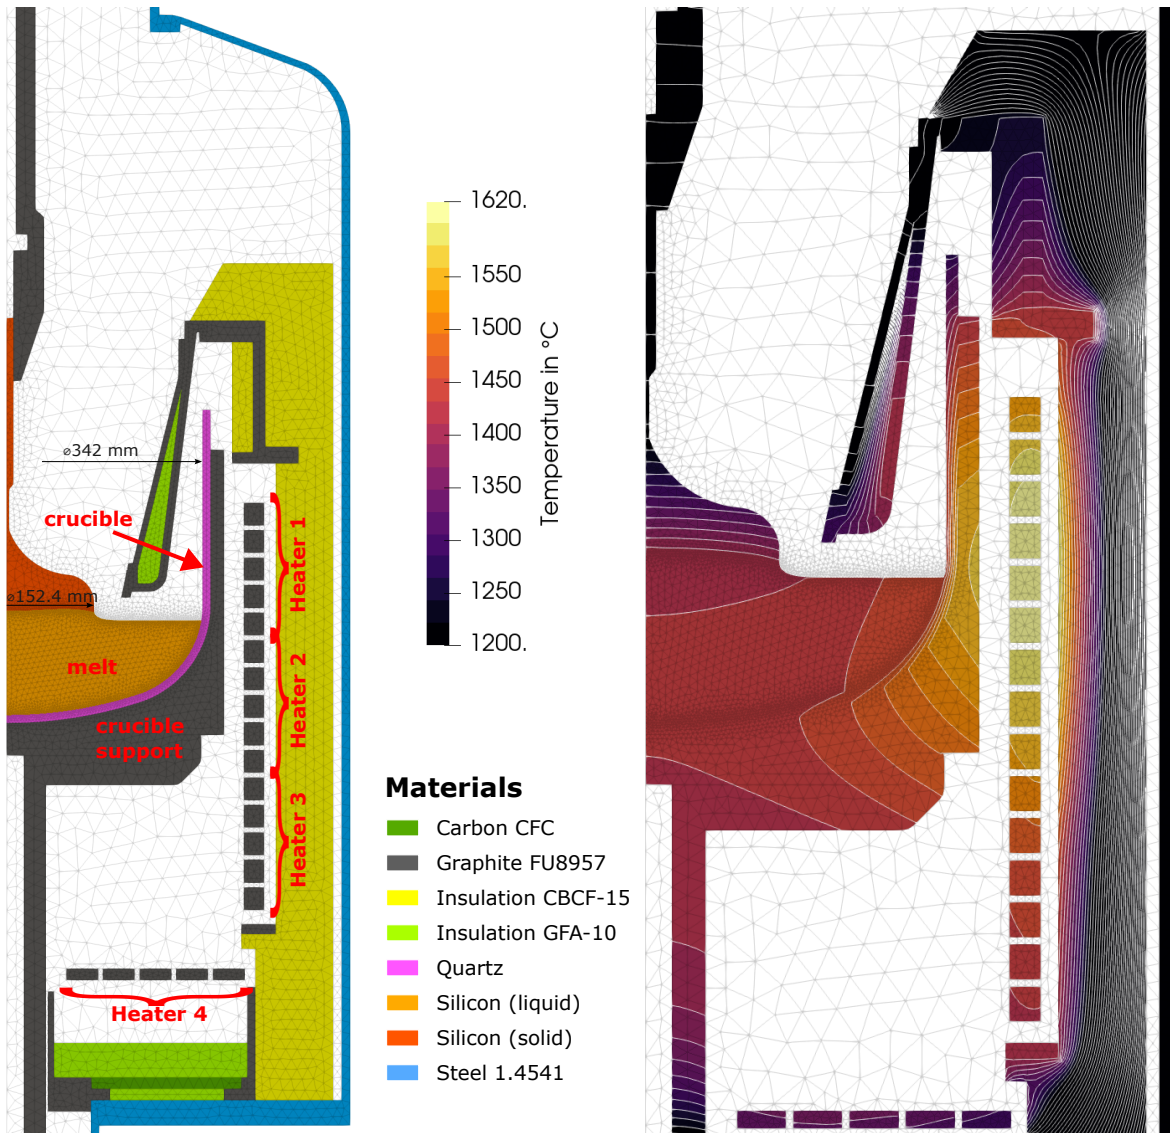 ⌀342 mm
crucible
⌀152.4 mm
melt
crucible
support
Heater 1
Heater 2
Heater 3
Heater 4
1620.
1550
1500
1450
1400
1350
1300
1250
1200.
Temperature in °C
Materials
Carbon CFC
Graphite FU8957
Insulation CBCF-15
Insulation GFA-10
Quartz
Silicon (liquid)
Silicon (solid)
Steel 1.4541